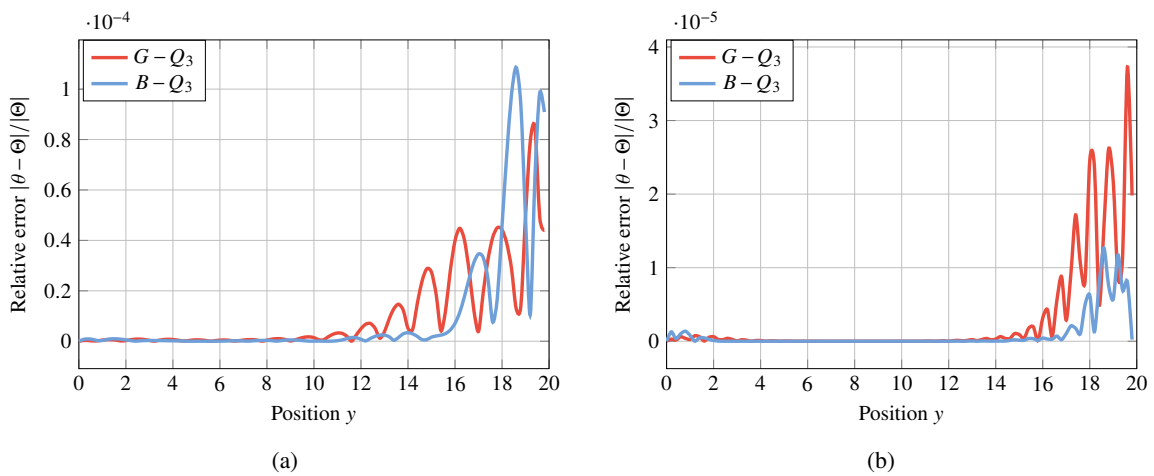 ·10⁻⁴
G − Q₃
B − Q₃
1
0.8
0.6
0.4
0.2
0
0 2 4 6 8 10 12 14 16 18 20
Relative error |θ − Θ|/|Θ|
Position y
(a)
·10⁻⁵
G − Q₃
B − Q₃
4
3
2
1
0
0 2 4 6 8 10 12 14 16 18 20
Relative error |θ − Θ|/|Θ|
Position y
(b)